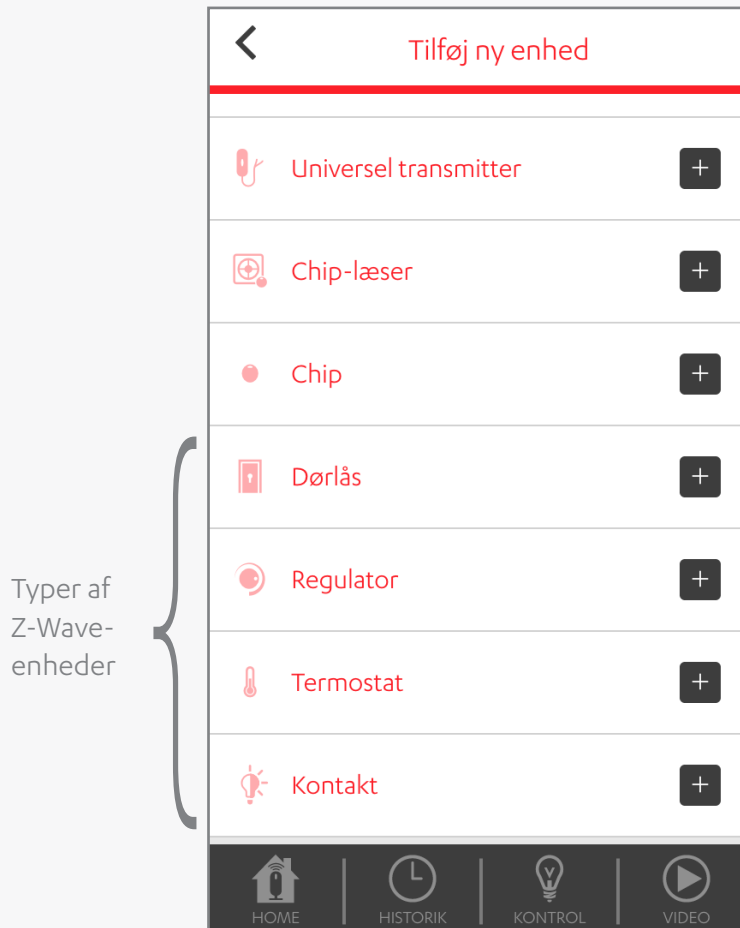 Tilføj ny enhed
Universel transmitter
Chip-læser
Chip
Dørlås
Regulator
Termostat
Kontakt
Typer af
Z-Wave-
enheder
HOME
HISTORIK
KONTROL
VIDEO